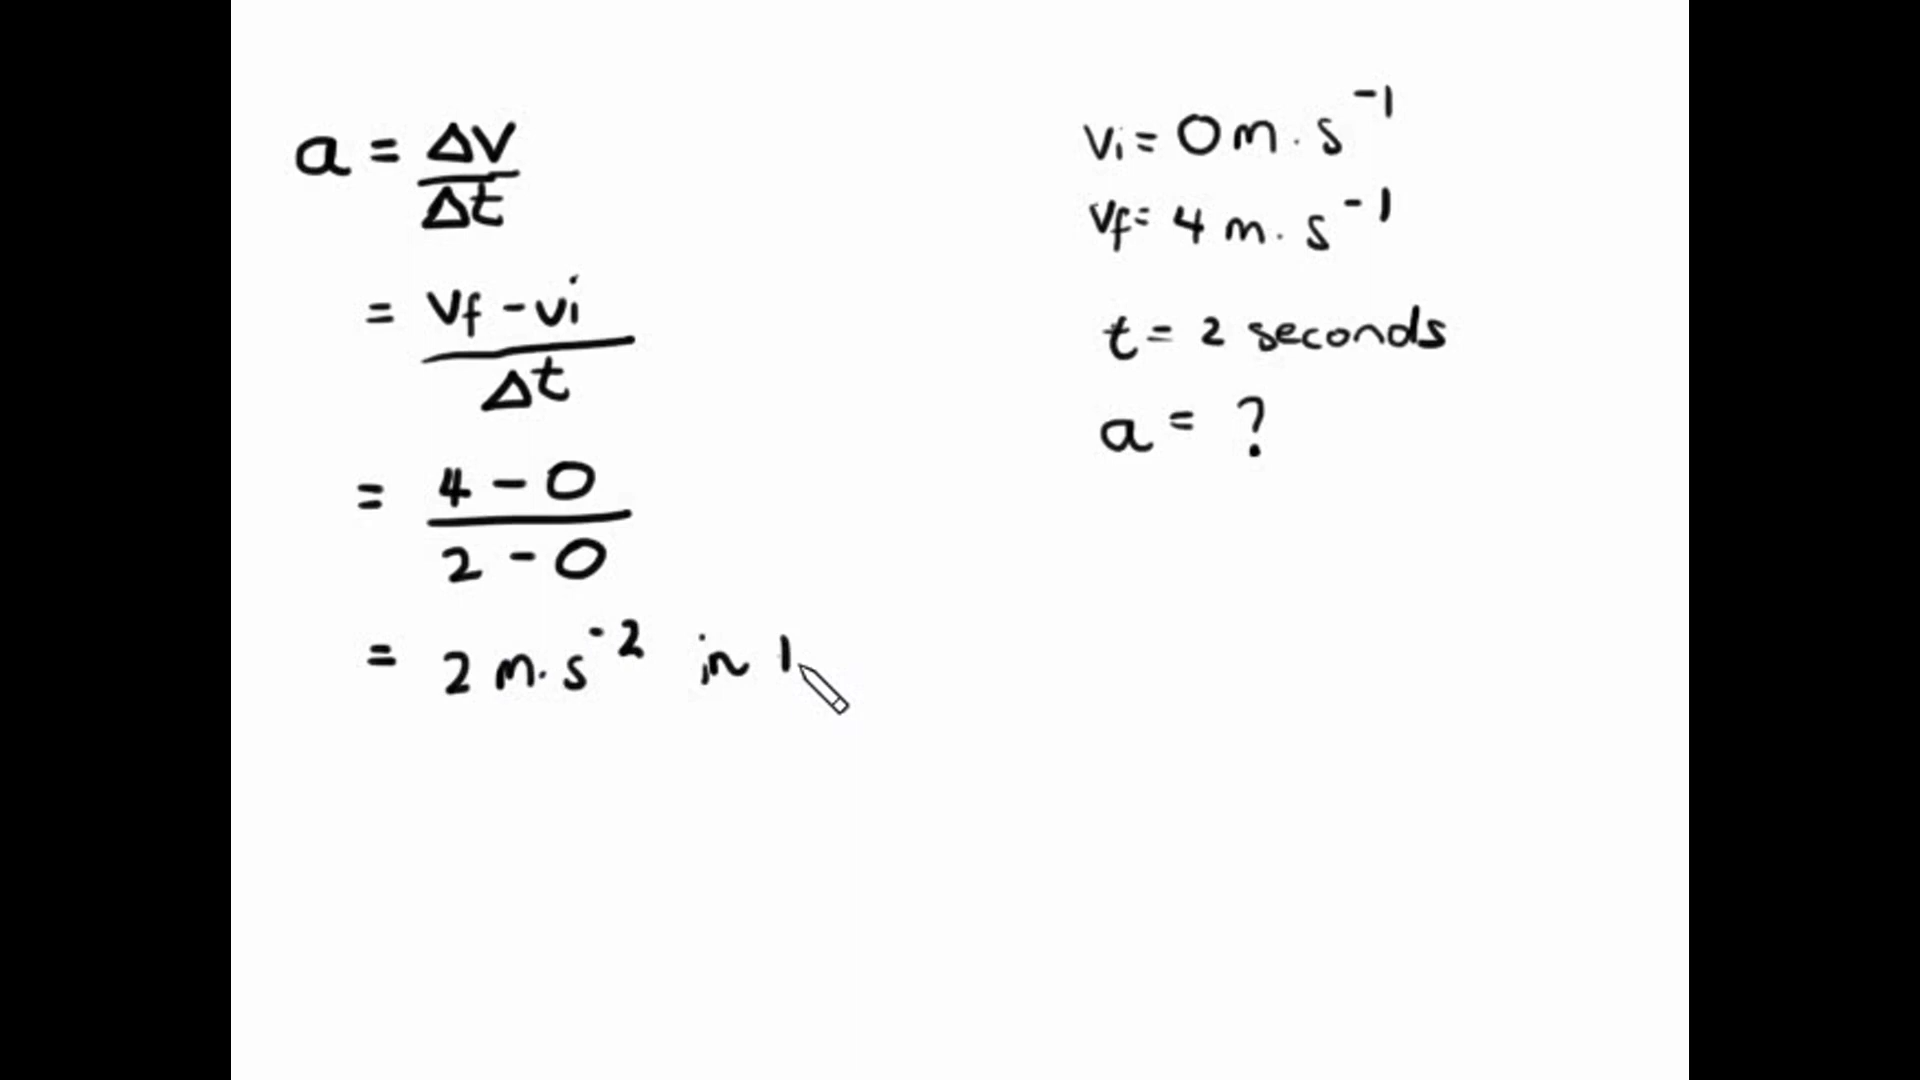 a = Δv
Δt
= vf - vi
Δt
= 4 - 0
2 - 0
= 2 m·s⁻² in 1
vi = 0 m·s⁻¹
vf = 4 m·s⁻¹
t = 2 seconds
a = ?